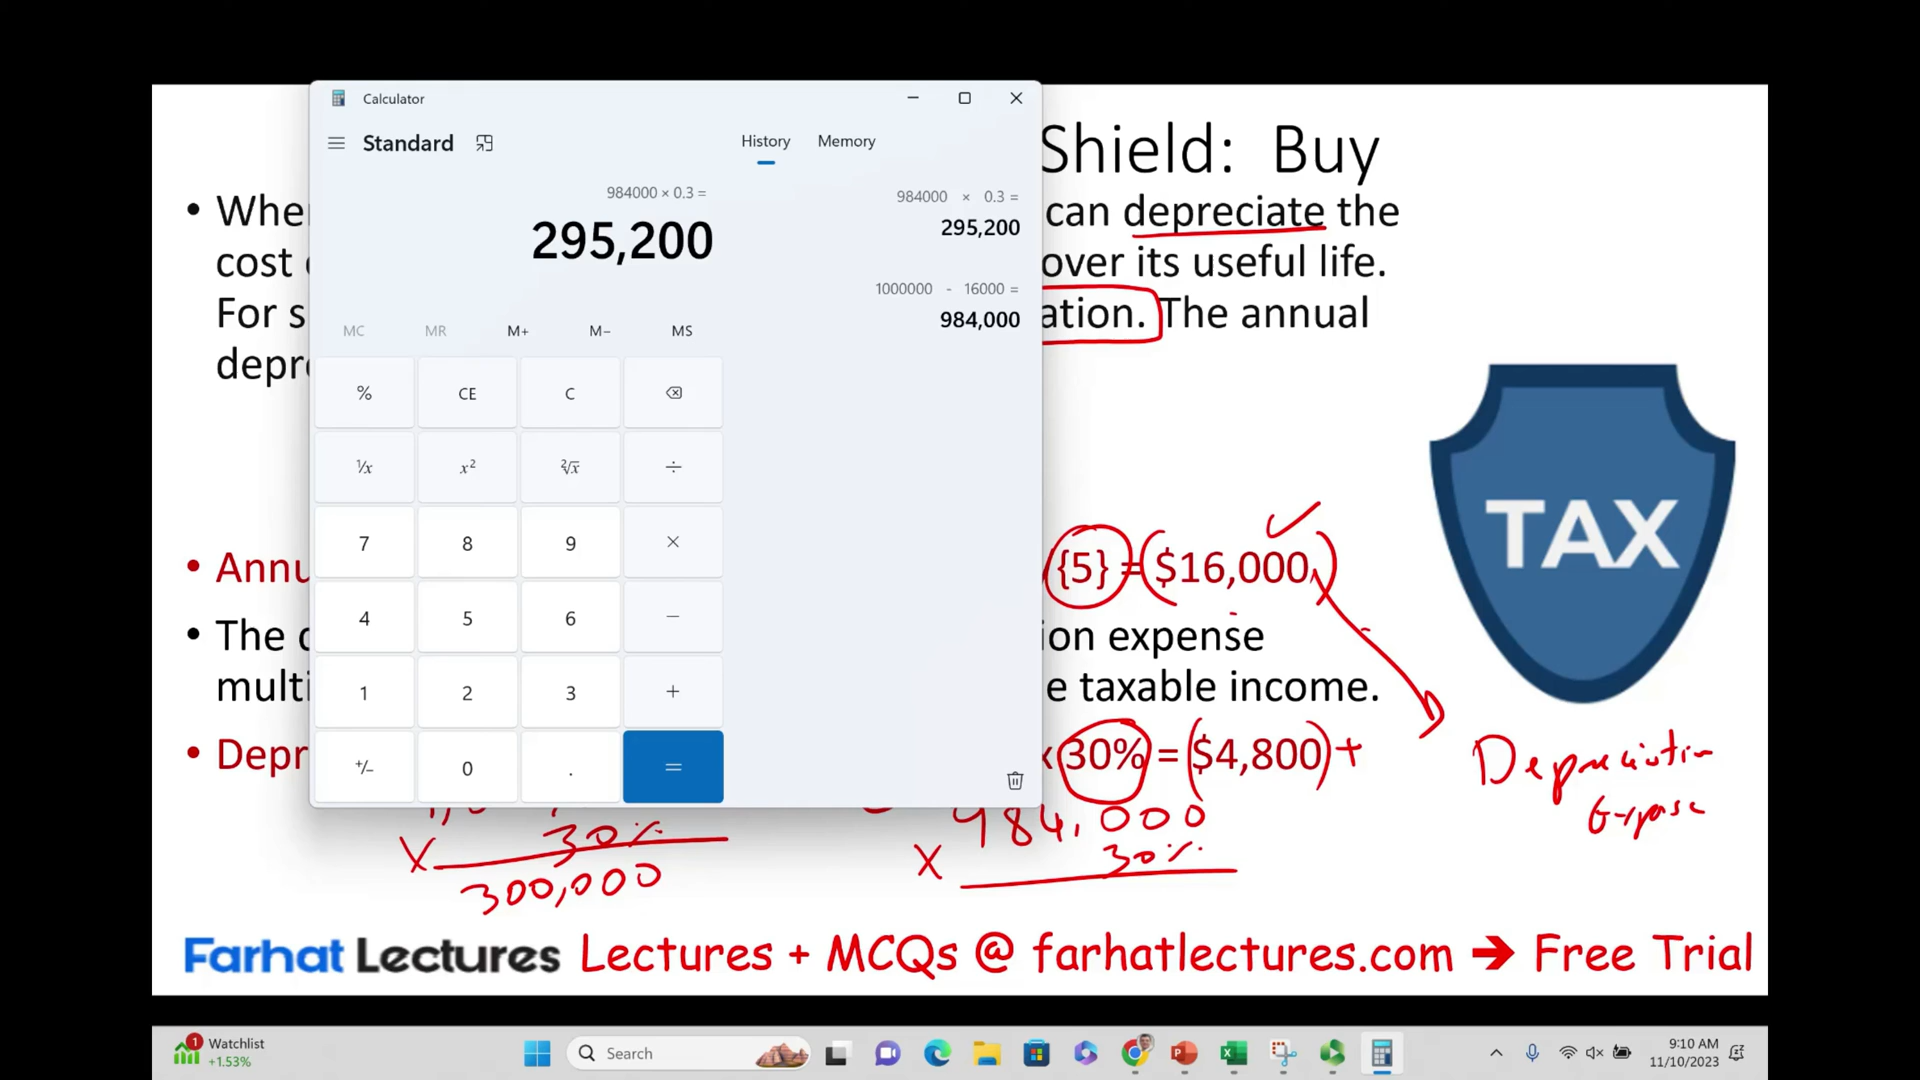 Calculator
Standard
History
Memory
984000 × 0.3 =
295,200
984000 × 0.3 =
295,200
1000000 - 16000 =
984,000
MC MR M+ M− MS
% CE C
1/x x² ²√x ÷
7 8 9 ×
4 5 6 −
1 2 3 +
+/− 0 . =
Shield: Buy
• Wher
can depreciate the
cost
over its useful life.
For s
ation. The annual
depr
TAX
• Annu
{5} = ($16,000)
• The
ion expense
multi
e taxable income.
• Depr
30% = ($4,800) +
Depreciation
Expense
X 30%
300,000
984,000
X 30%
Farhat Lectures Lectures + MCQs @ farhatlectures.com ➔ Free Trial
1
Watchlist
+1.53%
Search
9:10 AM
11/10/2023